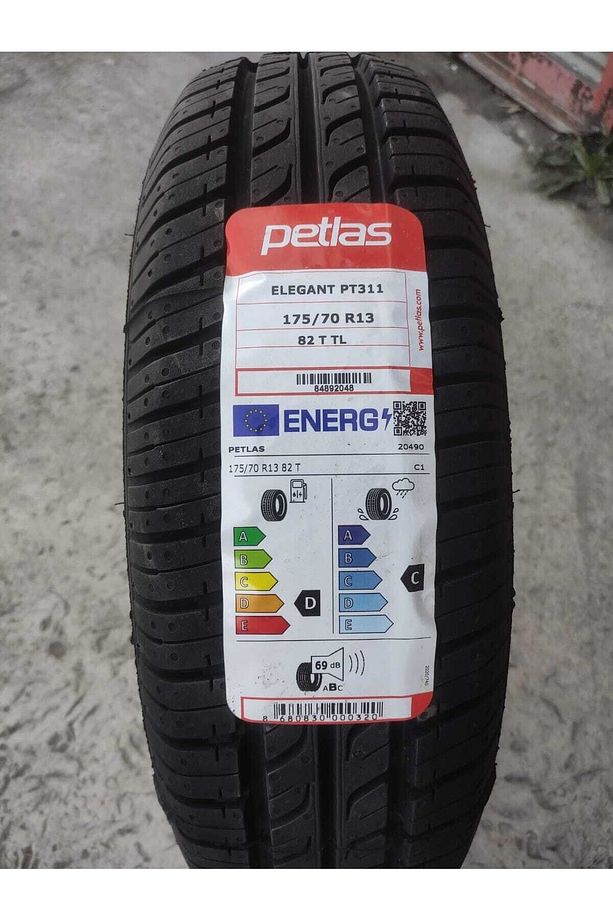 petlas
ELEGANT PT311
175/70 R13
82 T TL
www.petlas.com
84892048
ENERG
PETLAS 20490
175/70 R13 82 T C1
A A
B B
C C C
D D D
E E
69 dB
ABC
8 680830 000320